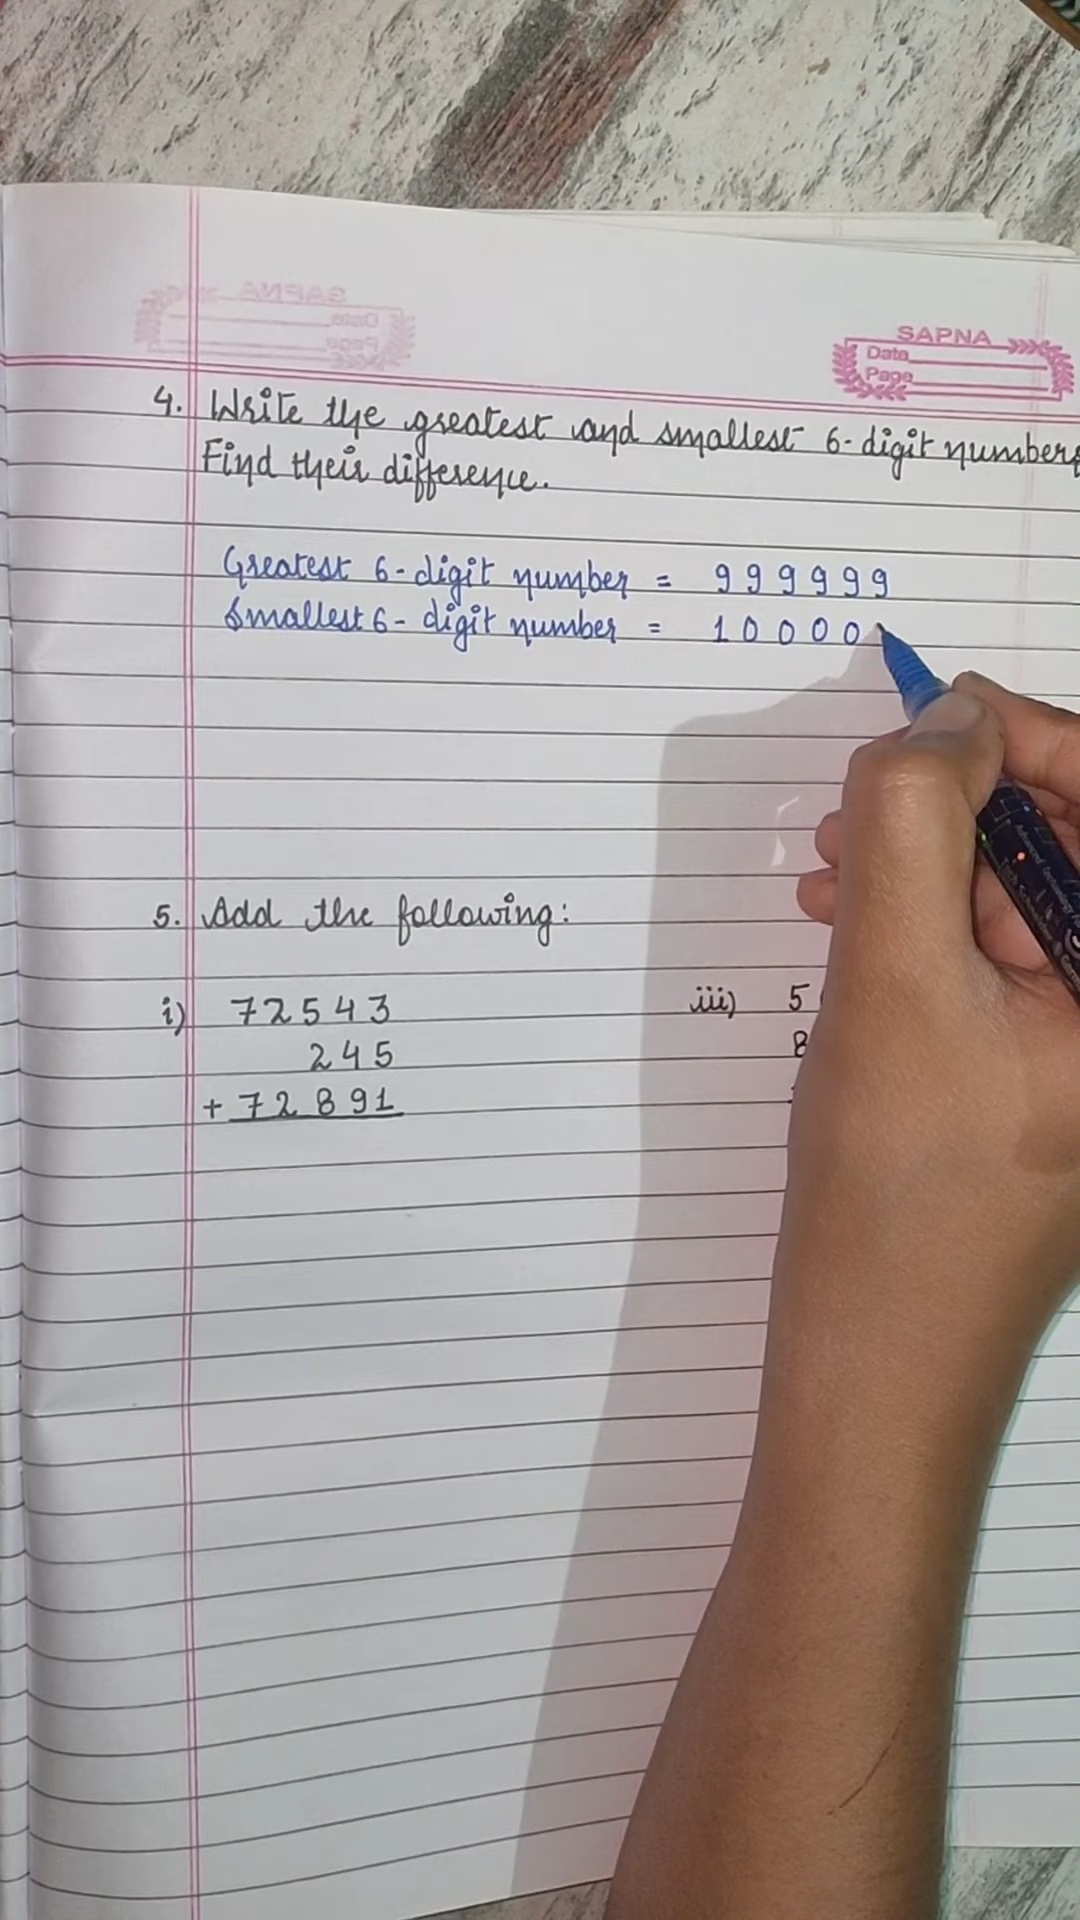 SAPNA
Date
Page
4. Write the greatest and smallest 6-digit numbers
Find their difference.
Greatest 6-digit number = 999999
Smallest 6-digit number = 10000
5. Add the following:
i) 72543
245
+ 72891
iii) 5
8